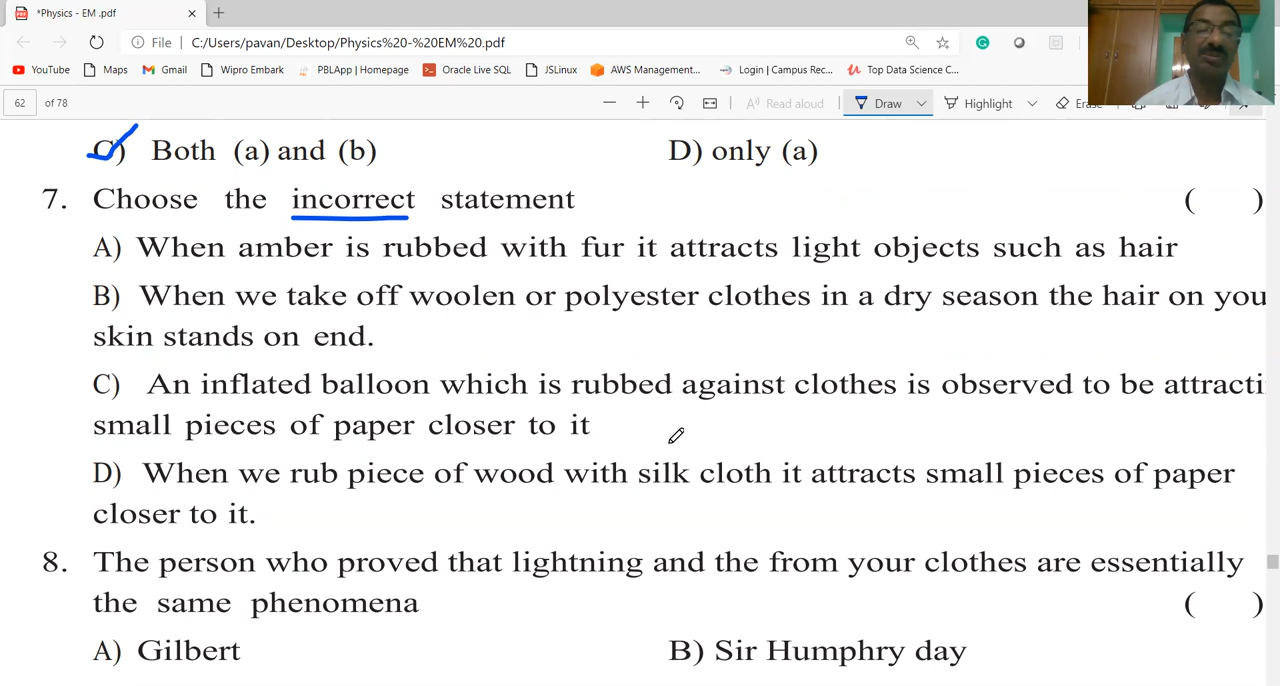 *Physics - EM .pdf
File | C:/Users/pavan/Desktop/Physics%20-%20EM%20.pdf
YouTube Maps Gmail Wipro Embark PBLApp | Homepage Oracle Live SQL JSLinux AWS Management... Login | Campus Rec... Top Data Science C...
62 of 78 Read aloud Draw Highlight Erase
C) Both (a) and (b) D) only (a)
7. Choose the incorrect statement ( )
A) When amber is rubbed with fur it attracts light objects such as hair
B) When we take off woolen or polyester clothes in a dry season the hair on you
skin stands on end.
C) An inflated balloon which is rubbed against clothes is observed to be attracti
small pieces of paper closer to it
D) When we rub piece of wood with silk cloth it attracts small pieces of paper
closer to it.
8. The person who proved that lightning and the from your clothes are essentially
the same phenomena ( )
A) Gilbert B) Sir Humphry day